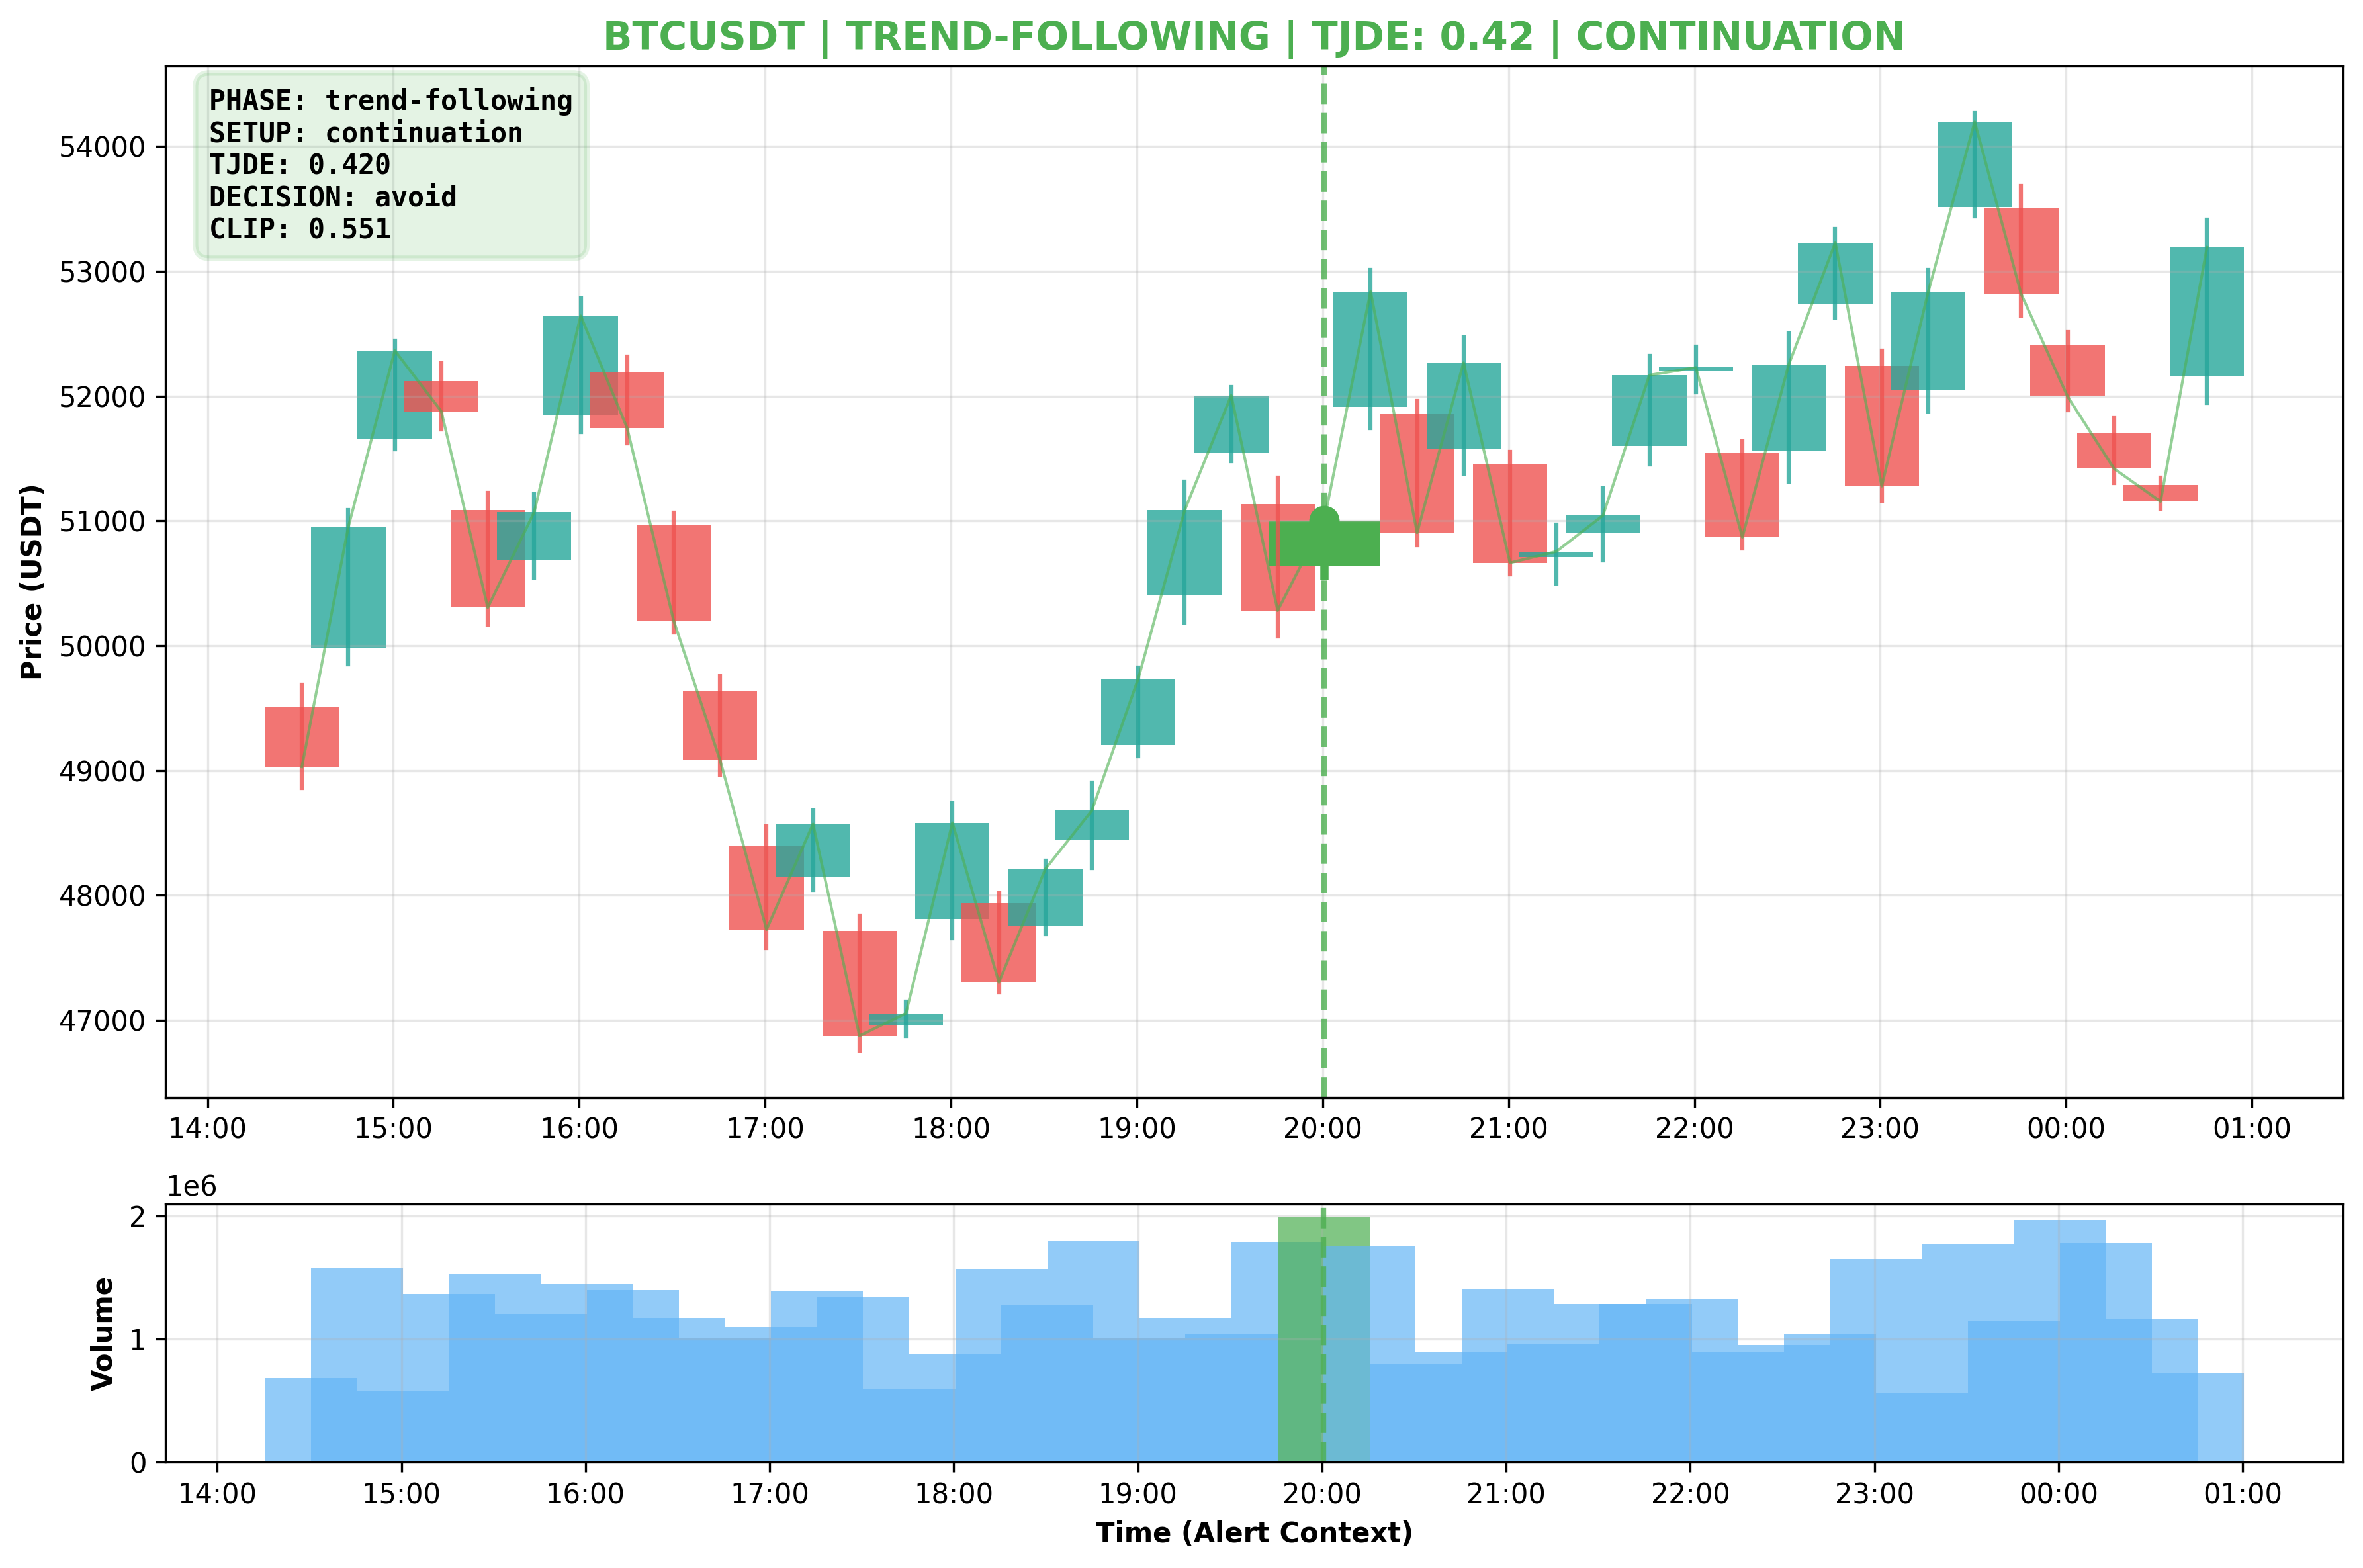 BTCUSDT | TREND-FOLLOWING | TJDE: 0.42 | CONTINUATION
PHASE: trend-following
SETUP: continuation
TJDE: 0.420
DECISION: avoid
CLIP: 0.551
Price (USDT)
54000
53000
52000
51000
50000
49000
48000
47000
14:00 15:00 16:00 17:00 18:00 19:00 20:00 21:00 22:00 23:00 00:00 01:00
1e6
Volume
2
1
0
14:00 15:00 16:00 17:00 18:00 19:00 20:00 21:00 22:00 23:00 00:00 01:00
Time (Alert Context)